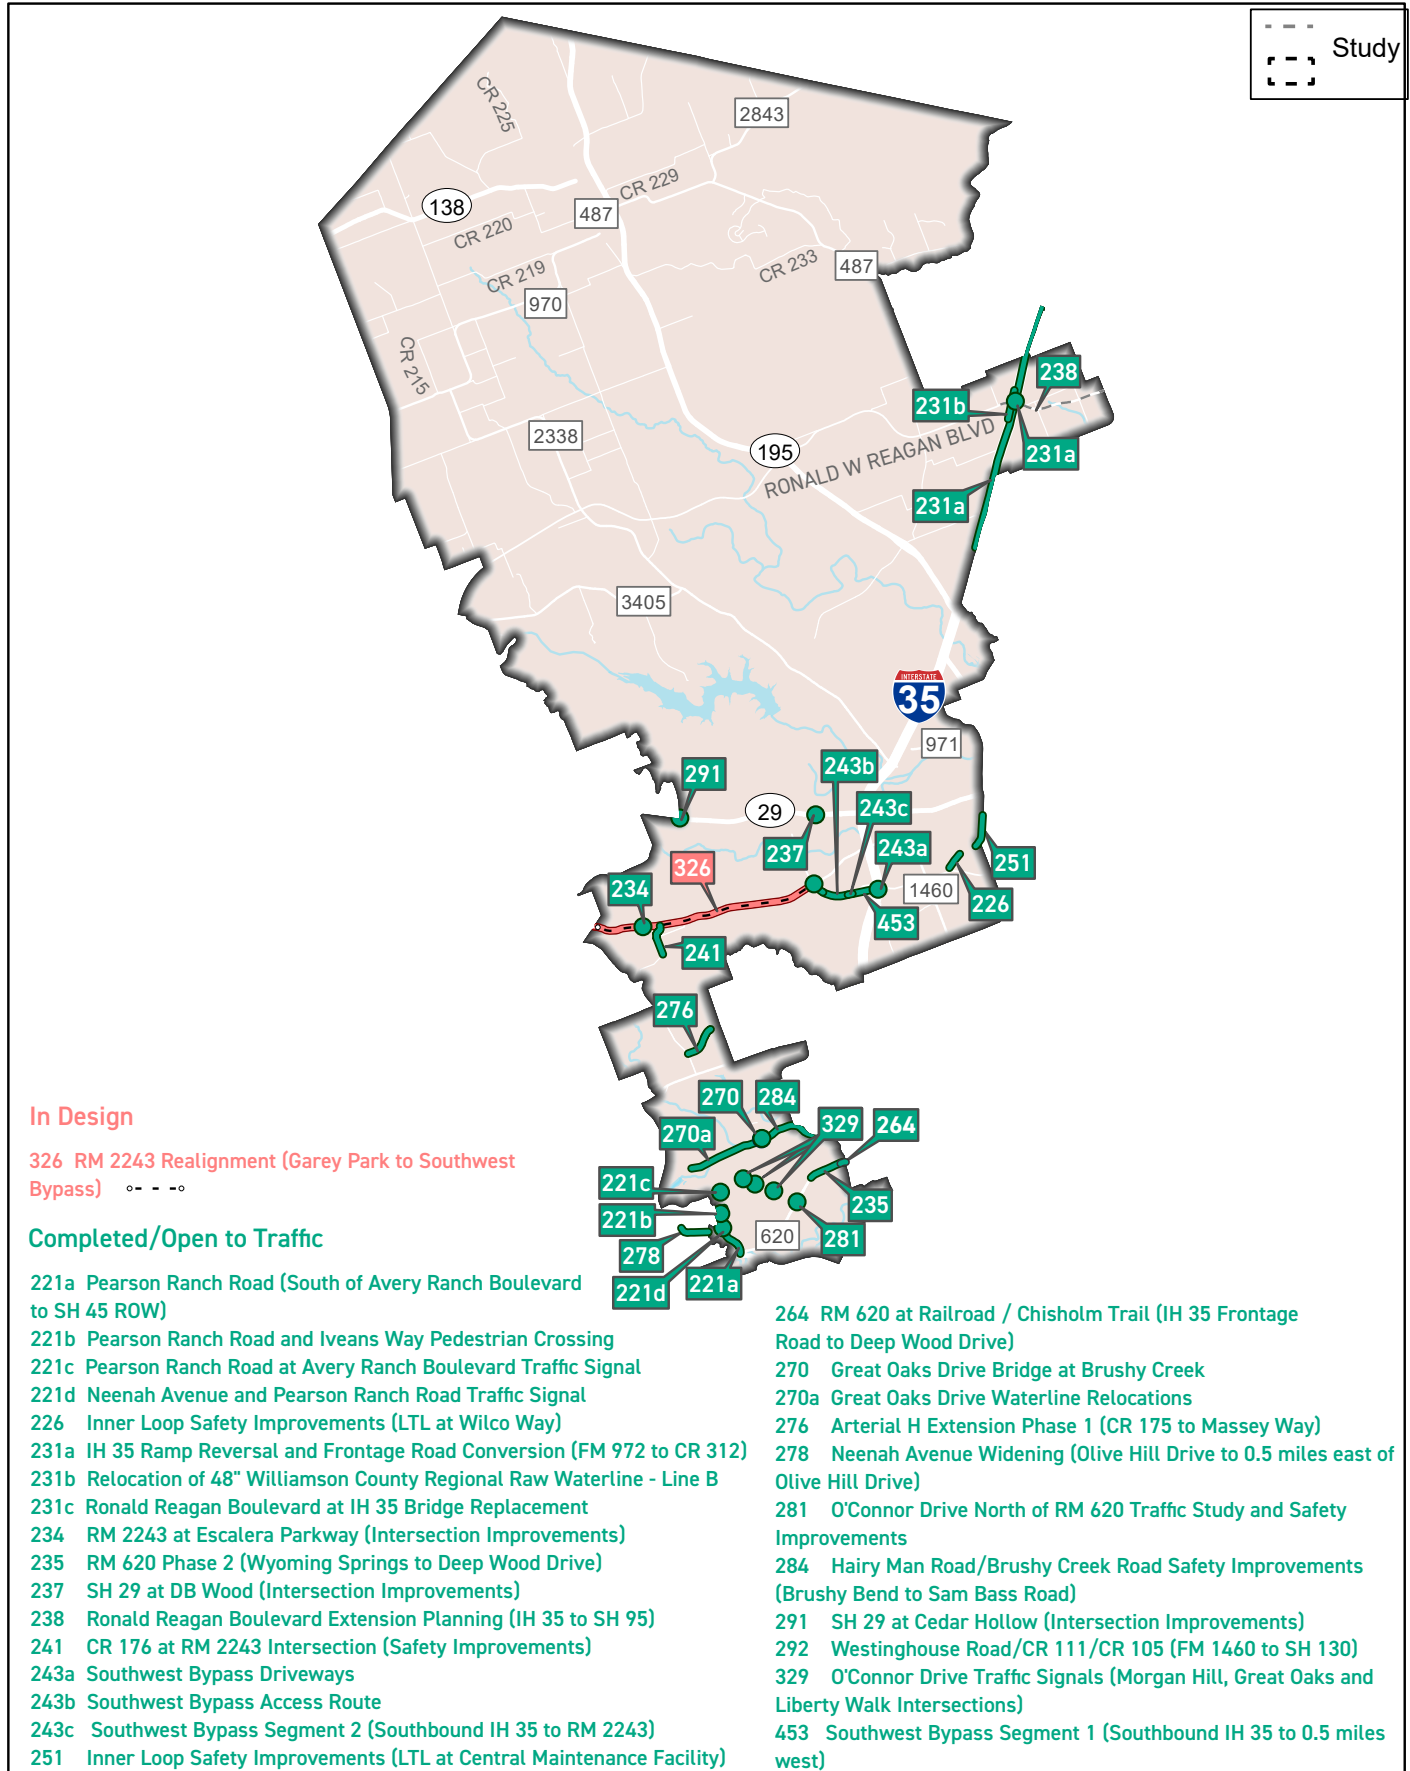 Study
CR 225
2843
CR 229
138
487
CR 220
CR 233
487
CR 219
970
CR 215
238
231b
2338
195
RONALD W REAGAN BLVD
231a
231a
3405
INTERSTATE
35
971
291
243b
29
243c
237
243a
251
326
234
1460
226
453
241
276
270
284
329
264
270a
221c
235
221b
620
281
278
221d
221a
In Design
326 RM 2243 Realignment (Garey Park to Southwest
Bypass)
Completed/Open to Traffic
221a Pearson Ranch Road (South of Avery Ranch Boulevard
to SH 45 ROW)
221b Pearson Ranch Road and Iveans Way Pedestrian Crossing
221c Pearson Ranch Road at Avery Ranch Boulevard Traffic Signal
221d Neenah Avenue and Pearson Ranch Road Traffic Signal
226 Inner Loop Safety Improvements (LTL at Wilco Way)
231a IH 35 Ramp Reversal and Frontage Road Conversion (FM 972 to CR 312)
231b Relocation of 48" Williamson County Regional Raw Waterline - Line B
231c Ronald Reagan Boulevard at IH 35 Bridge Replacement
234 RM 2243 at Escalera Parkway (Intersection Improvements)
235 RM 620 Phase 2 (Wyoming Springs to Deep Wood Drive)
237 SH 29 at DB Wood (Intersection Improvements)
238 Ronald Reagan Boulevard Extension Planning (IH 35 to SH 95)
241 CR 176 at RM 2243 Intersection (Safety Improvements)
243a Southwest Bypass Driveways
243b Southwest Bypass Access Route
243c Southwest Bypass Segment 2 (Southbound IH 35 to RM 2243)
251 Inner Loop Safety Improvements (LTL at Central Maintenance Facility)
264 RM 620 at Railroad / Chisholm Trail (IH 35 Frontage
Road to Deep Wood Drive)
270 Great Oaks Drive Bridge at Brushy Creek
270a Great Oaks Drive Waterline Relocations
276 Arterial H Extension Phase 1 (CR 175 to Massey Way)
278 Neenah Avenue Widening (Olive Hill Drive to 0.5 miles east of
Olive Hill Drive)
281 O'Connor Drive North of RM 620 Traffic Study and Safety
Improvements
284 Hairy Man Road/Brushy Creek Road Safety Improvements
(Brushy Bend to Sam Bass Road)
291 SH 29 at Cedar Hollow (Intersection Improvements)
292 Westinghouse Road/CR 111/CR 105 (FM 1460 to SH 130)
329 O'Connor Drive Traffic Signals (Morgan Hill, Great Oaks and
Liberty Walk Intersections)
453 Southwest Bypass Segment 1 (Southbound IH 35 to 0.5 miles
west)